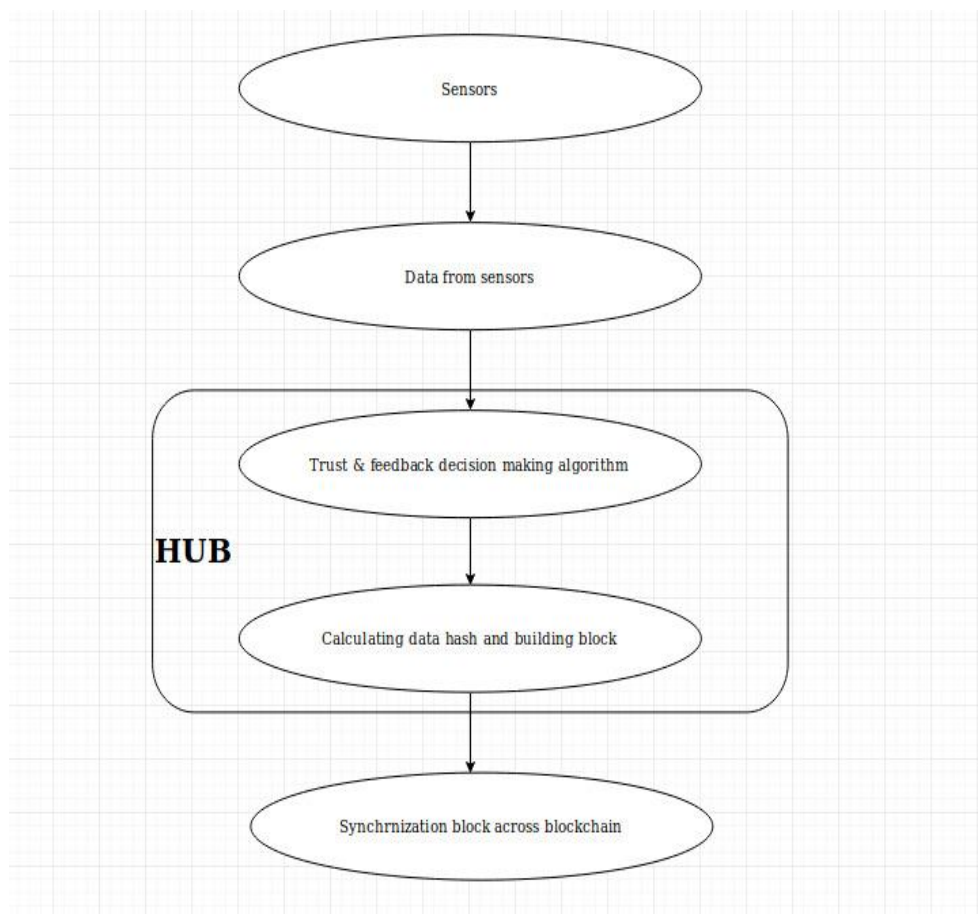 Sensors
Data from sensors
Trust & feedback decision making algorithm
HUB
Calculating data hash and building block
Synchrnization block across blockchain